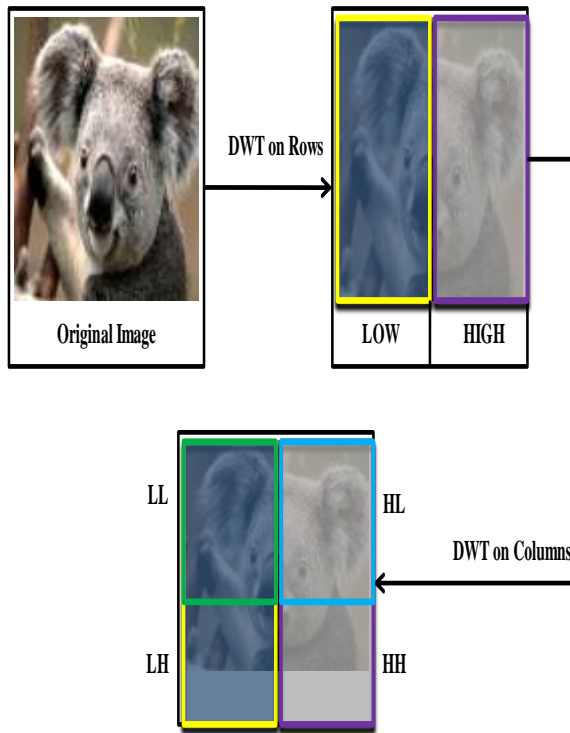 DWT on Rows
Original Image
LOW
HIGH
LL
HL
DWT on Columns
LH
HH